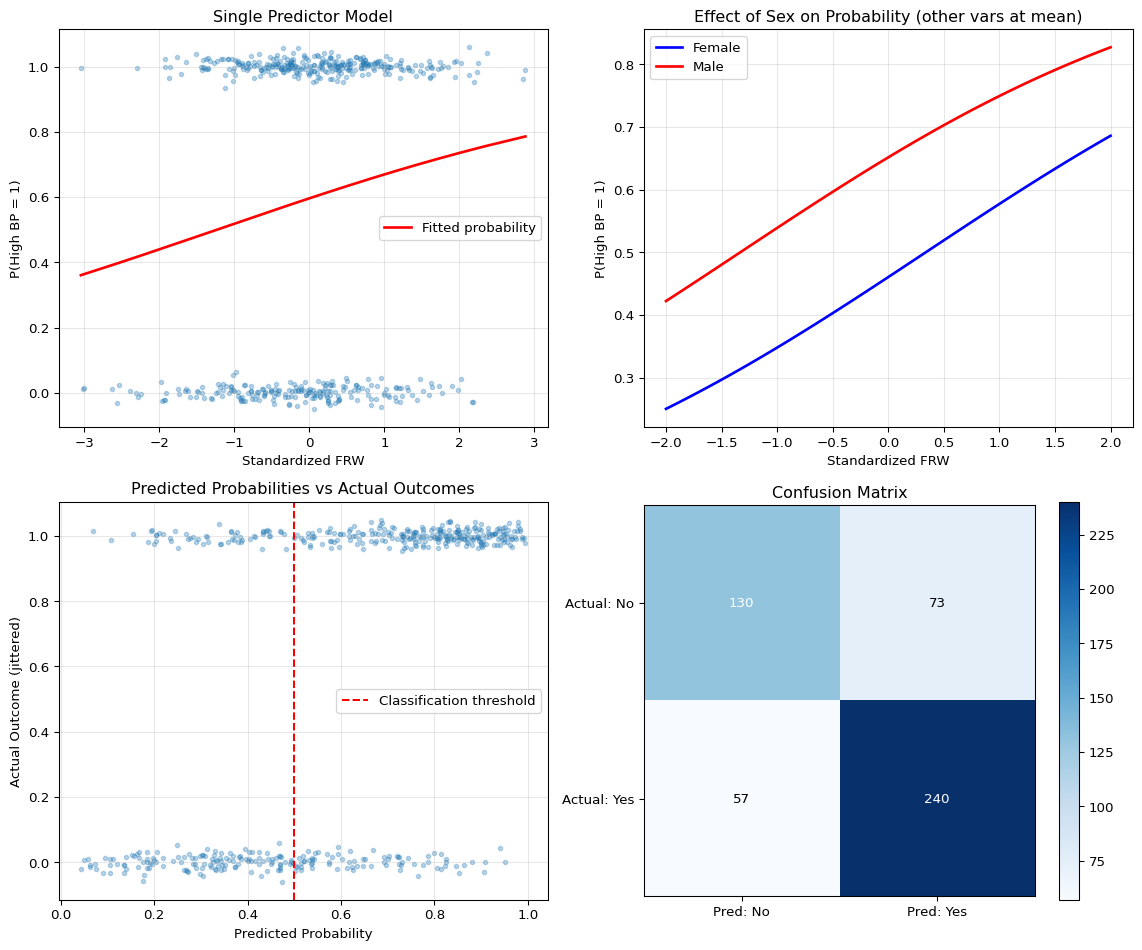 Single Predictor Model
P(High BP = 1)
1.0
0.8
0.6
0.4
0.2
0.0
Fitted probability
−3 −2 −1 0 1 2 3
Standardized FRW
Effect of Sex on Probability (other vars at mean)
P(High BP = 1)
0.8
0.7
0.6
0.5
0.4
0.3
Female
Male
−2.0 −1.5 −1.0 −0.5 0.0 0.5 1.0 1.5 2.0
Standardized FRW
Predicted Probabilities vs Actual Outcomes
Actual Outcome (jittered)
1.0
0.8
0.6
0.4
0.2
0.0
Classification threshold
0.0 0.2 0.4 0.6 0.8 1.0
Predicted Probability
Confusion Matrix
Actual: No
130 73
Actual: Yes
57 240
Pred: No Pred: Yes
225
200
175
150
125
100
75